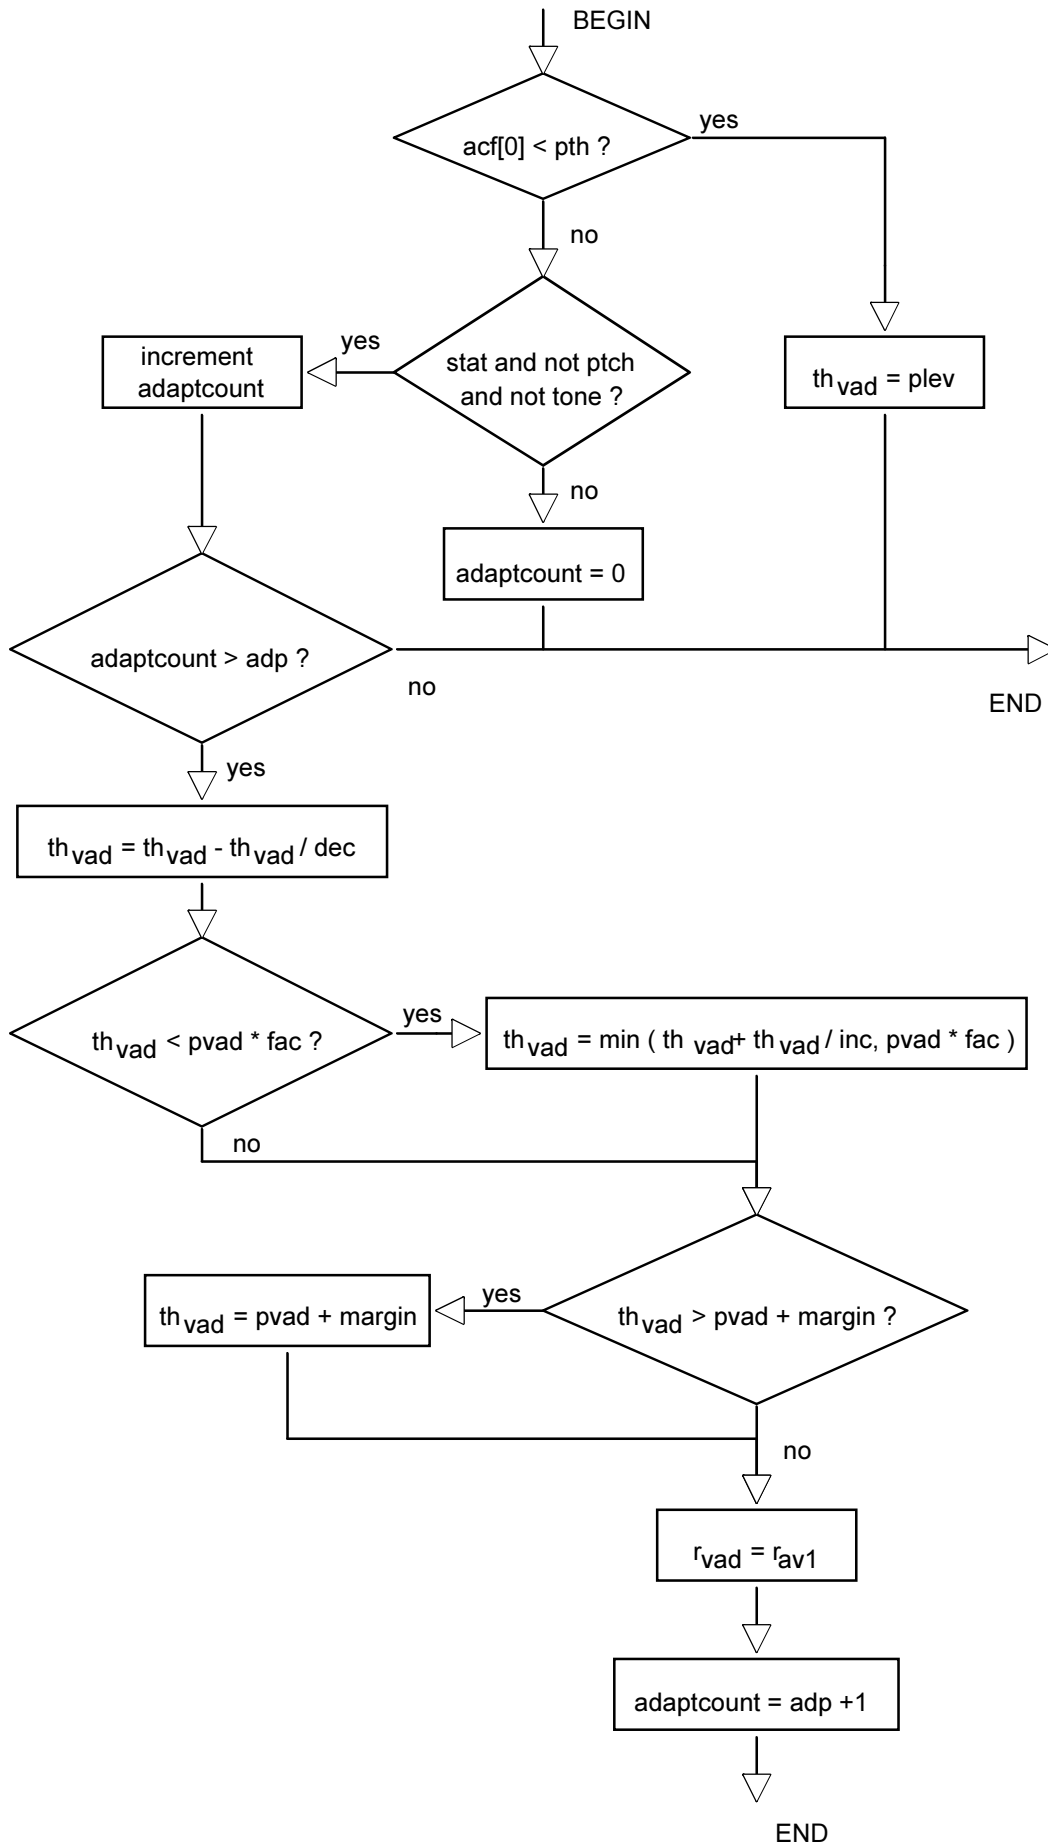 BEGIN
acf[0] < pth ?
yes
no
stat and not ptch
and not tone ?
yes
increment
adaptcount
th vad = plev
no
adaptcount = 0
adaptcount > adp ?
no
END
yes
th vad = th vad - th vad / dec
th vad < pvad * fac ?
yes
th vad = min ( th vad + th vad / inc, pvad * fac )
no
th vad > pvad + margin ?
yes
th vad = pvad + margin
no
r vad = r av1
adaptcount = adp +1
END